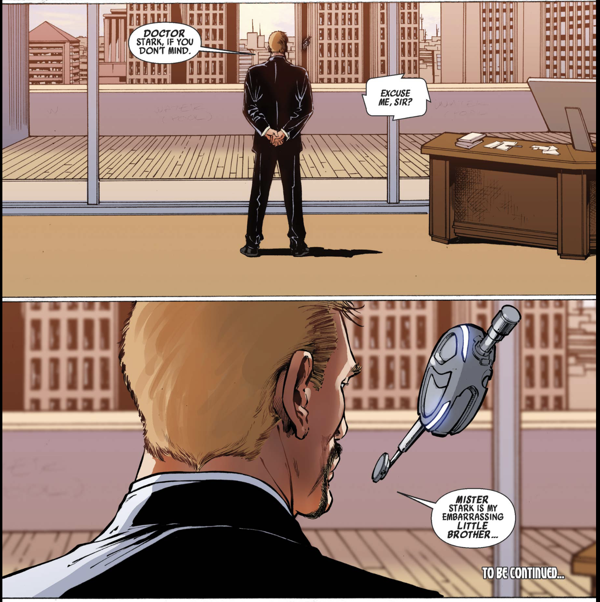 DOCTOR
STARK, IF YOU
DON'T MIND.
EXCUSE
ME, SIR?
MISTER
STARK IS MY
EMBARRASSING
LITTLE
BROTHER...
TO BE CONTINUED...